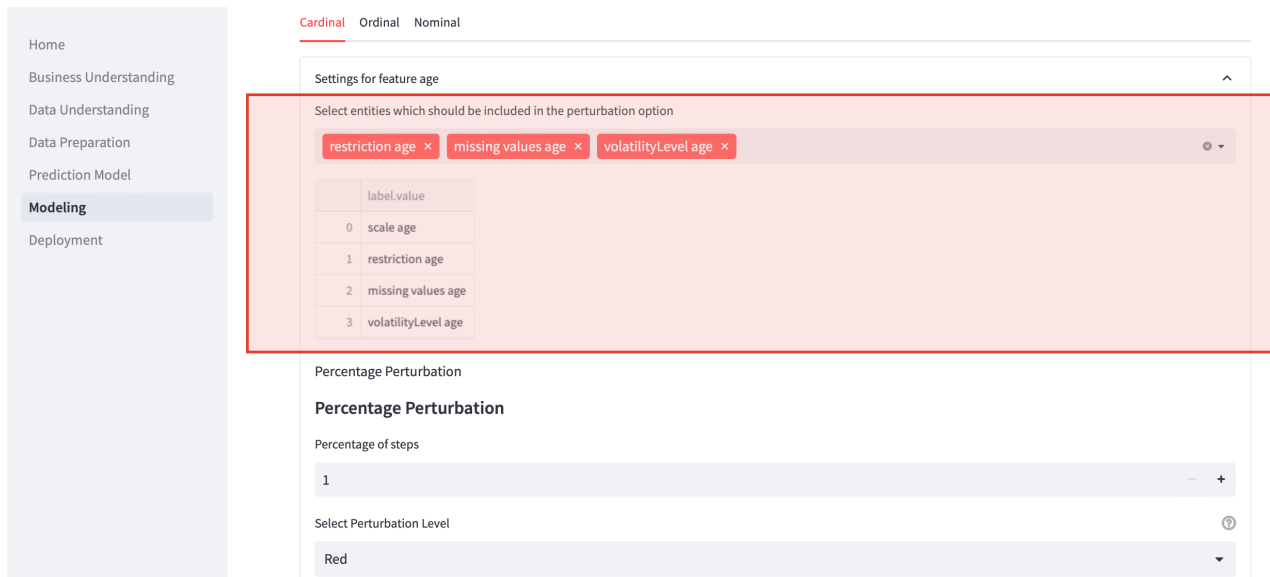 Home
Business Understanding
Data Understanding
Data Preparation
Prediction Model
Modeling
Deployment
Cardinal Ordinal Nominal
Settings for feature age
Select entities which should be included in the perturbation option
restriction age × missing values age × volatilityLevel age ×
label.value
0 scale age
1 restriction age
2 missing values age
3 volatilityLevel age
Percentage Perturbation
Percentage Perturbation
Percentage of steps
1 − +
Select Perturbation Level
Red